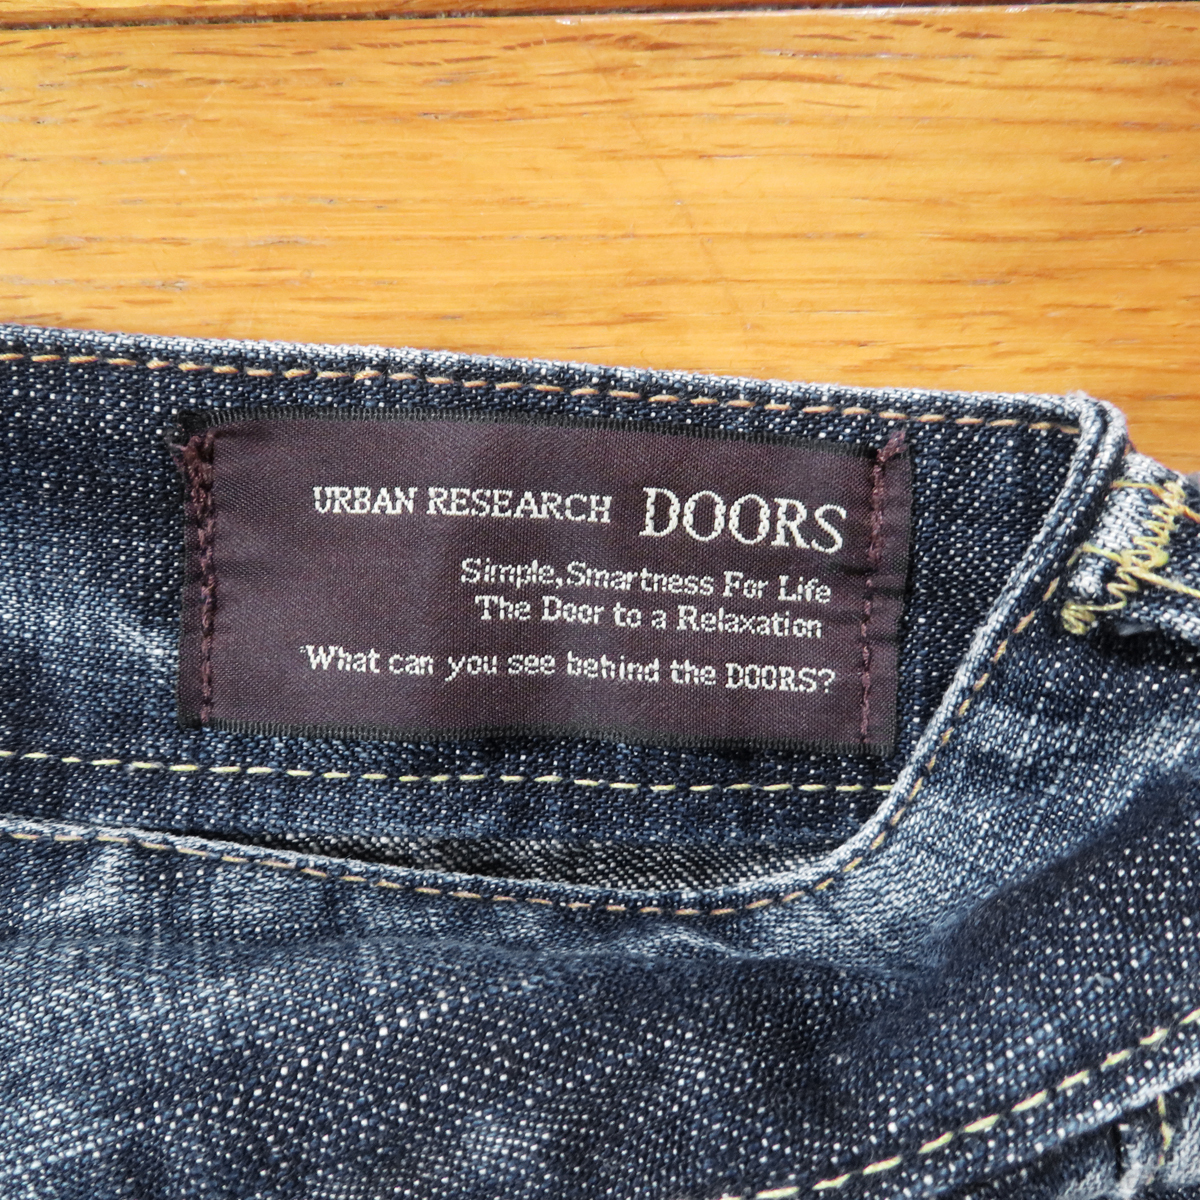 URBAN RESEARCH DOORS
Simple,Smartness For Life
The Door to a Relaxation
What can you see behind the DOORS?